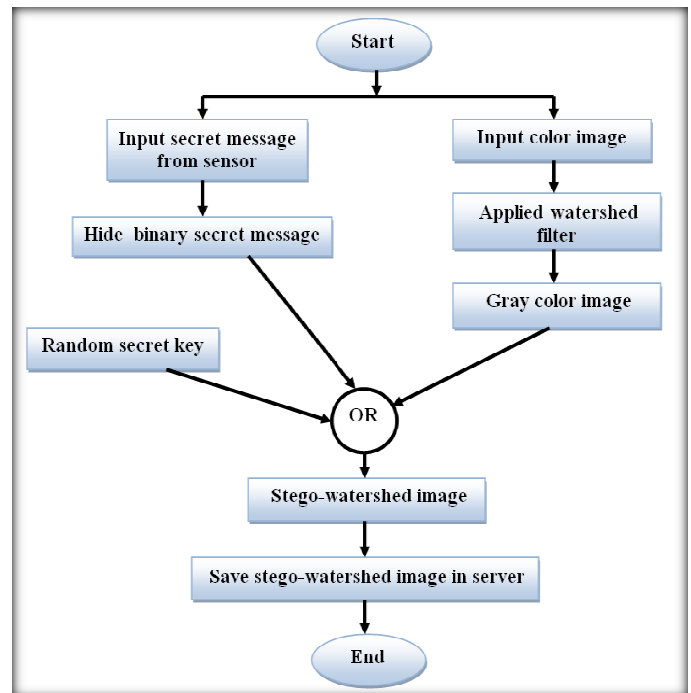 Start
Input secret message
from sensor
Hide binary secret message
Input color image
Applied watershed
filter
Gray color image
Random secret key
OR
Stego-watershed image
Save stego-watershed image in server
End